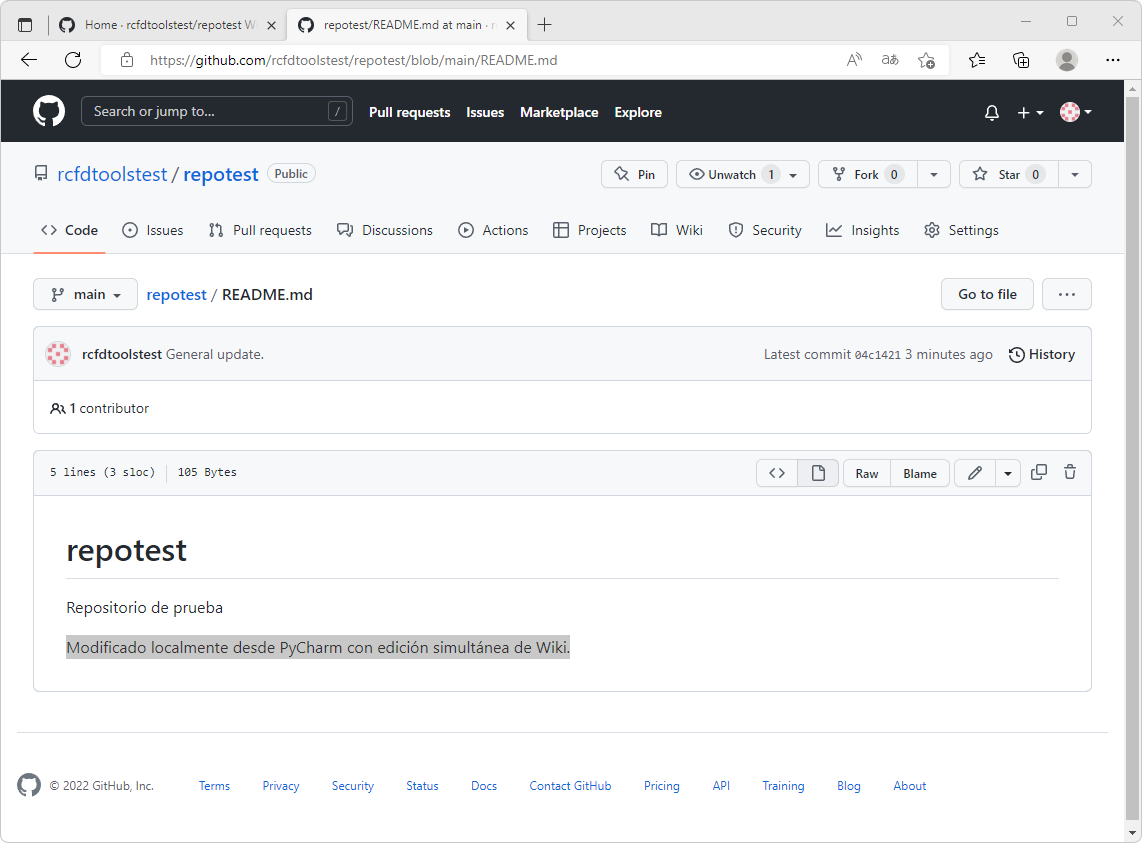 Home · rcfdtoolstest/repotest W
repotest/README.md at main · r
https://github.com/rcfdtoolstest/repotest/blob/main/README.md
Search or jump to... /
Pull requests Issues Marketplace Explore
rcfdtoolstest / repotest Public
Pin Unwatch 1 Fork 0 Star 0
Code Issues Pull requests Discussions Actions Projects Wiki Security Insights Settings
main repotest / README.md Go to file ...
rcfdtoolstest General update. Latest commit 04c1421 3 minutes ago History
1 contributor
5 lines (3 sloc) 105 Bytes Raw Blame
repotest
Repositorio de prueba
Modificado localmente desde PyCharm con edición simultánea de Wiki.
© 2022 GitHub, Inc. Terms Privacy Security Status Docs Contact GitHub Pricing API Training Blog About